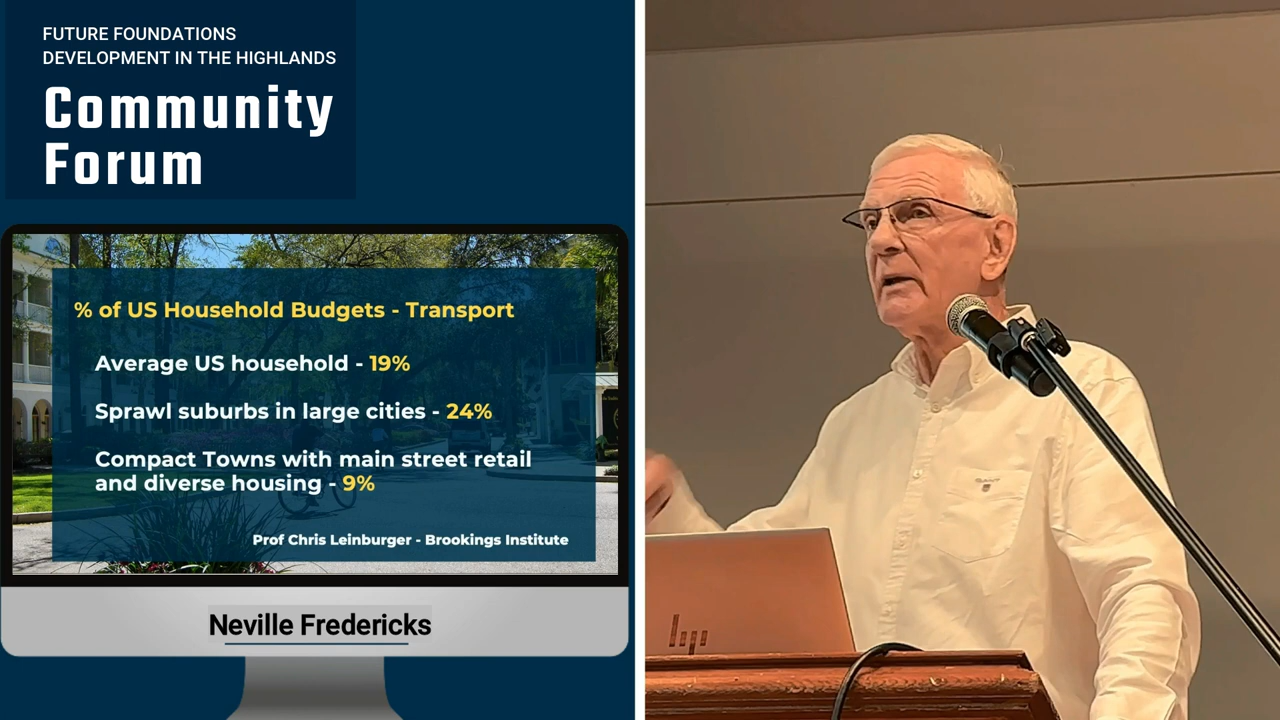 FUTURE FOUNDATIONS
DEVELOPMENT IN THE HIGHLANDS
Community
Forum
% of US Household Budgets - Transport
Average US household - 19%
Sprawl suburbs in large cities - 24%
Compact Towns with main street retail
and diverse housing - 9%
Prof Chris Leinburger - Brookings Institute
Neville Fredericks
GANT
hp